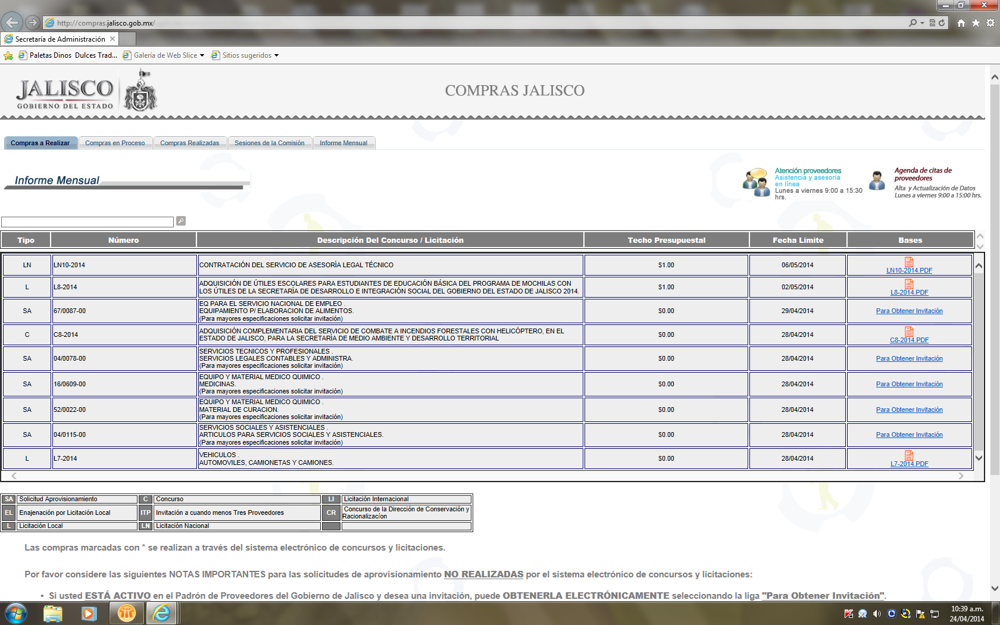 http://compras.jalisco.gob.mx/
Secretaría de Administración
Paletas Dinos  Dulces Trad...
Galería de Web Slice
Sitios sugeridos
JALISCO
GOBIERNO DEL ESTADO
COMPRAS JALISCO
Compras a Realizar
Compras en Proceso
Compras Realizadas
Sesiones de la Comisión
Informe Mensual
Informe Mensual
Atención proveedores
Asistencia y asesoría
en línea
Lunes a viernes 9:00 a 15:30
hrs.
Agenda de citas de
proveedores
Alta y Actualización de Datos
Lunes a viernes 9:00 a 15:00 hrs.
Tipo Número Descripción Del Concurso / Licitación Techo Presupuestal Fecha Limite Bases
LN LN10-2014 CONTRATACIÓN DEL SERVICIO DE ASESORÍA LEGAL TÉCNICO $1.00 06/05/2014 LN10-2014.PDF
L L8-2014 ADQUISICIÓN DE ÚTILES ESCOLARES PARA ESTUDIANTES DE EDUCACIÓN BÁSICA DEL PROGRAMA DE MOCHILAS CON
LOS ÚTILES DE LA SECRETARÍA DE DESARROLLO E INTEGRACIÓN SOCIAL DEL GOBIERNO DEL ESTADO DE JALISCO 2014. $1.00 02/05/2014 L8-2014.PDF
SA 67/0087-00 EQ PARA EL SERVICIO NACIONAL DE EMPLEO .
EQUIPAMIENTO P/ ELABORACION DE ALIMENTOS.
(Para mayores especificaciones solicitar invitación) $0.00 29/04/2014 Para Obtener Invitación
C C8-2014 ADQUISICIÓN COMPLEMENTARIA DEL SERVICIO DE COMBATE A INCENDIOS FORESTALES CON HELICÓPTERO, EN EL
ESTADO DE JALISCO, PARA LA SECRETARÍA DE MEDIO AMBIENTE Y DESARROLLO TERRITORIAL $0.00 28/04/2014 C8-2014.PDF
SA 04/0078-00 SERVICIOS TECNICOS Y PROFESIONALES .
SERVICIOS LEGALES CONTABLES Y ADMINISTRA.
(Para mayores especificaciones solicitar invitación) $0.00 28/04/2014 Para Obtener Invitación
SA 16/0609-00 EQUIPO Y MATERIAL MEDICO QUIMICO .
MEDICINAS.
(Para mayores especificaciones solicitar invitación) $0.00 28/04/2014 Para Obtener Invitación
SA 52/0022-00 EQUIPO Y MATERIAL MEDICO QUIMICO .
MATERIAL DE CURACION.
(Para mayores especificaciones solicitar invitación) $0.00 28/04/2014 Para Obtener Invitación
SA 04/0115-00 SERVICIOS SOCIALES Y ASISTENCIALES .
ARTICULOS PARA SERVICIOS SOCIALES Y ASISTENCIALES.
(Para mayores especificaciones solicitar invitación) $0.00 28/04/2014 Para Obtener Invitación
L L7-2014 VEHICULOS .
AUTOMOVILES, CAMIONETAS Y CAMIONES. $0.00 28/04/2014 L7-2014.PDF
SA Solicitud Aprovisionamiento C Concurso LI Licitación Internacional
EL Enajenación por Licitación Local ITP Invitación a cuando menos Tres Proveedores CR Concurso de la Dirección de Conservación y
Racionalizacíon
L Licitación Local LN Licitación Nacional
Las compras marcadas con * se realizan a través del sistema electrónico de concursos y licitaciones.
Por favor considere las siguientes NOTAS IMPORTANTES para las solicitudes de aprovisionamiento NO REALIZADAS por el sistema electrónico de concursos y licitaciones:
• Si usted ESTÁ ACTIVO en el Padrón de Proveedores del Gobierno de Jalisco y desea una invitación, puede OBTENERLA ELECTRÓNICAMENTE seleccionando la liga "Para Obtener Invitación".
10:39 a.m.
24/04/2014